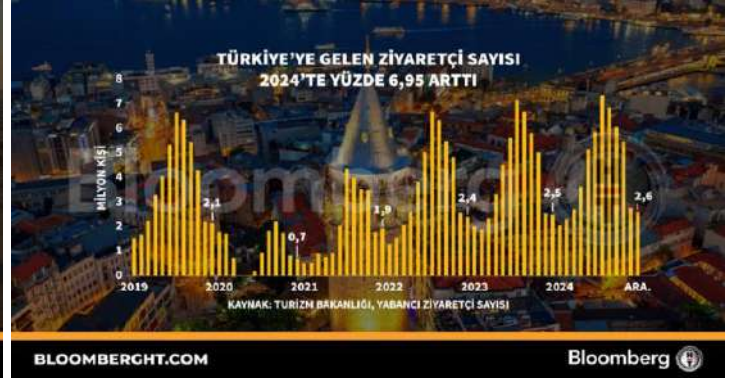 TÜRKİYE'YE GELEN ZİYARETÇİ SAYISI
2024'TE YÜZDE 6,95 ARTTI
MİLYON KİŞİ
8
7
6
5
4
3
2
1
0
2,1
0,7
1,9
2,4
2,5
2,6
2019
2020
2021
2022
2023
2024
ARA.
Bloomberg
KAYNAK: TURİZM BAKANLIĞI, YABANCI ZİYARETÇİ SAYISI
BLOOMBERGHT.COM
Bloomberg